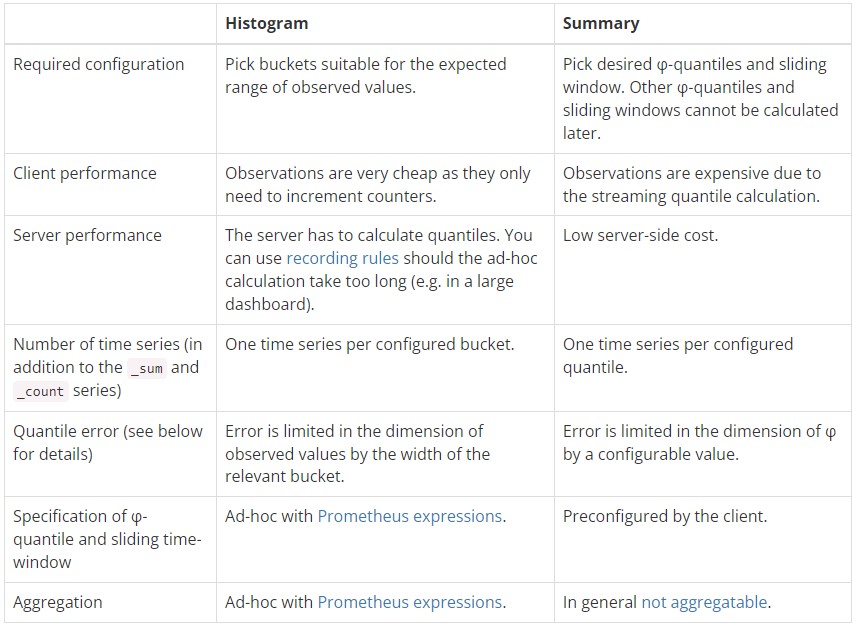 Histogram
Summary
Required configuration
Pick buckets suitable for the expected
range of observed values.
Pick desired φ-quantiles and sliding
window. Other φ-quantiles and
sliding windows cannot be calculated
later.
Client performance
Observations are very cheap as they only
need to increment counters.
Observations are expensive due to
the streaming quantile calculation.
Server performance
The server has to calculate quantiles. You
can use recording rules should the ad-hoc
calculation take too long (e.g. in a large
dashboard).
Low server-side cost.
Number of time series (in
addition to the _sum and
_count series)
One time series per configured bucket.
One time series per configured
quantile.
Quantile error (see below
for details)
Error is limited in the dimension of
observed values by the width of the
relevant bucket.
Error is limited in the dimension of φ
by a configurable value.
Specification of φ-
quantile and sliding time-
window
Ad-hoc with Prometheus expressions.
Preconfigured by the client.
Aggregation
Ad-hoc with Prometheus expressions.
In general not aggregatable.